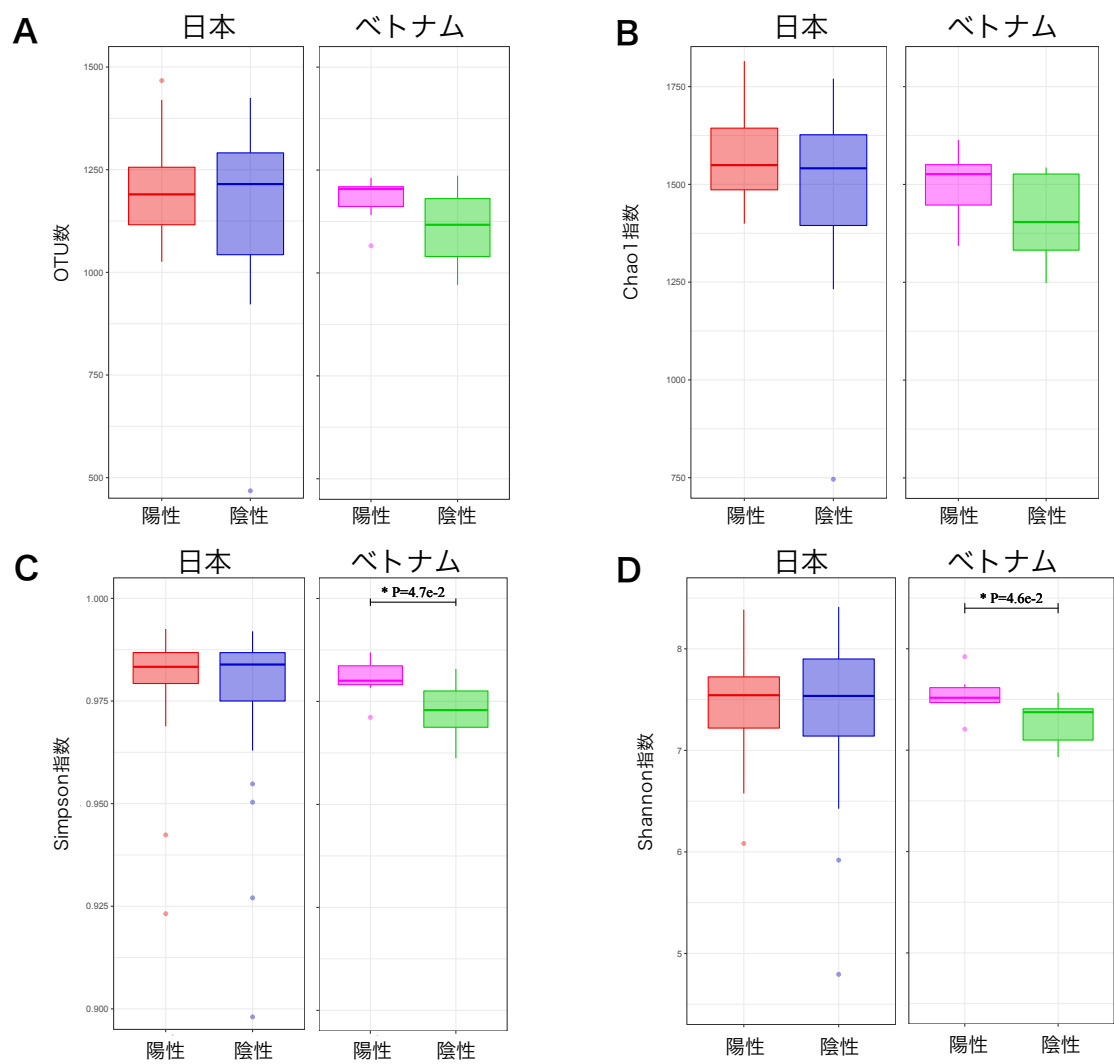 A
日本
ベトナム
OTU数
1500
1250
1000
750
500
陽性
陰性
陽性
陰性
B
日本
ベトナム
Chao1指数
1750
1500
1250
1000
750
陽性
陰性
陽性
陰性
C
日本
ベトナム
Simpson指数
1.000
0.975
0.950
0.925
0.900
* P=4.7e-2
陽性
陰性
陽性
陰性
D
日本
ベトナム
Shannon指数
8
7
6
5
* P=4.6e-2
陽性
陰性
陽性
陰性